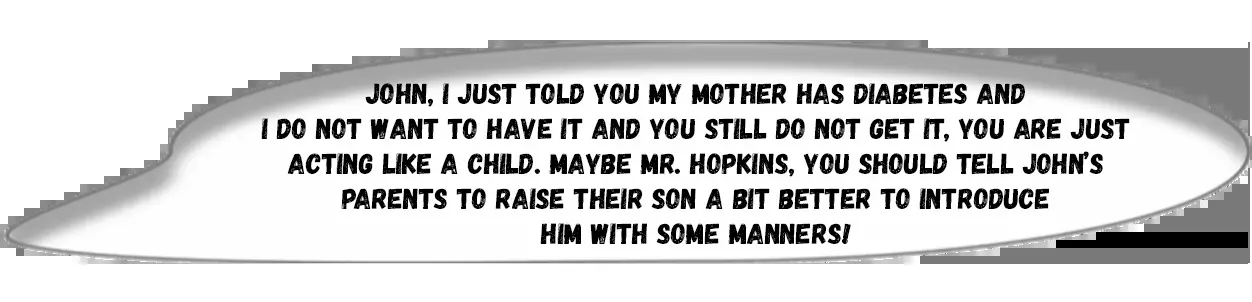 JOHN, I JUST TOLD YOU MY MOTHER HAS DIABETES AND
I DO NOT WANT TO HAVE IT AND YOU STILL DO NOT GET IT, YOU ARE JUST
ACTING LIKE A CHILD. MAYBE MR. HOPKINS, YOU SHOULD TELL JOHN'S
PARENTS TO RAISE THEIR SON A BIT BETTER TO INTRODUCE
HIM WITH SOME MANNERS!